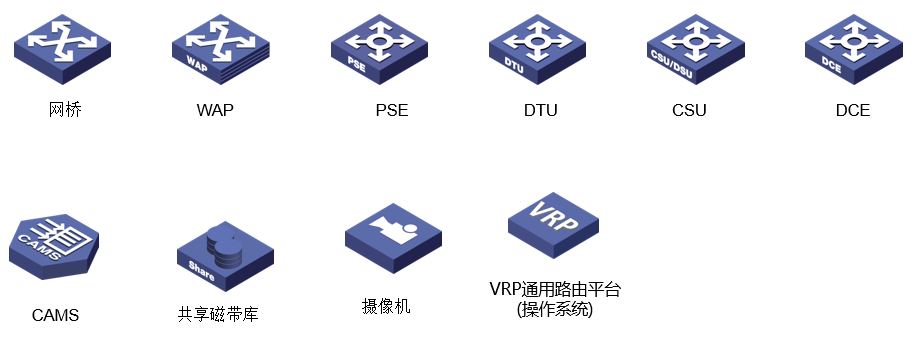 WAP
PSE
DTU
CSU/DSU
DCE
网桥
WAP
PSE
DTU
CSU
DCE
CAMS
Share
VRP
CAMS
共享磁带库
摄像机
VRP通用路由平台
(操作系统)